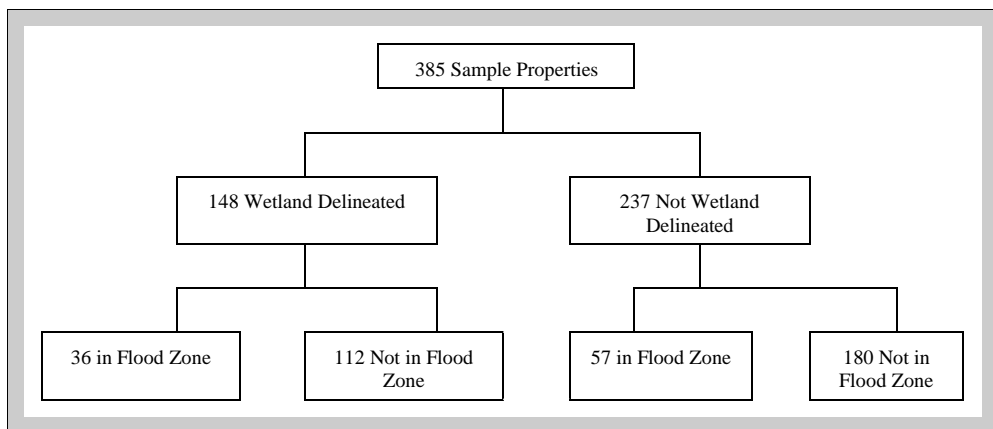 385 Sample Properties
148 Wetland Delineated
237 Not Wetland
Delineated
36 in Flood Zone
112 Not in Flood
Zone
57 in Flood Zone
180 Not in
Flood Zone